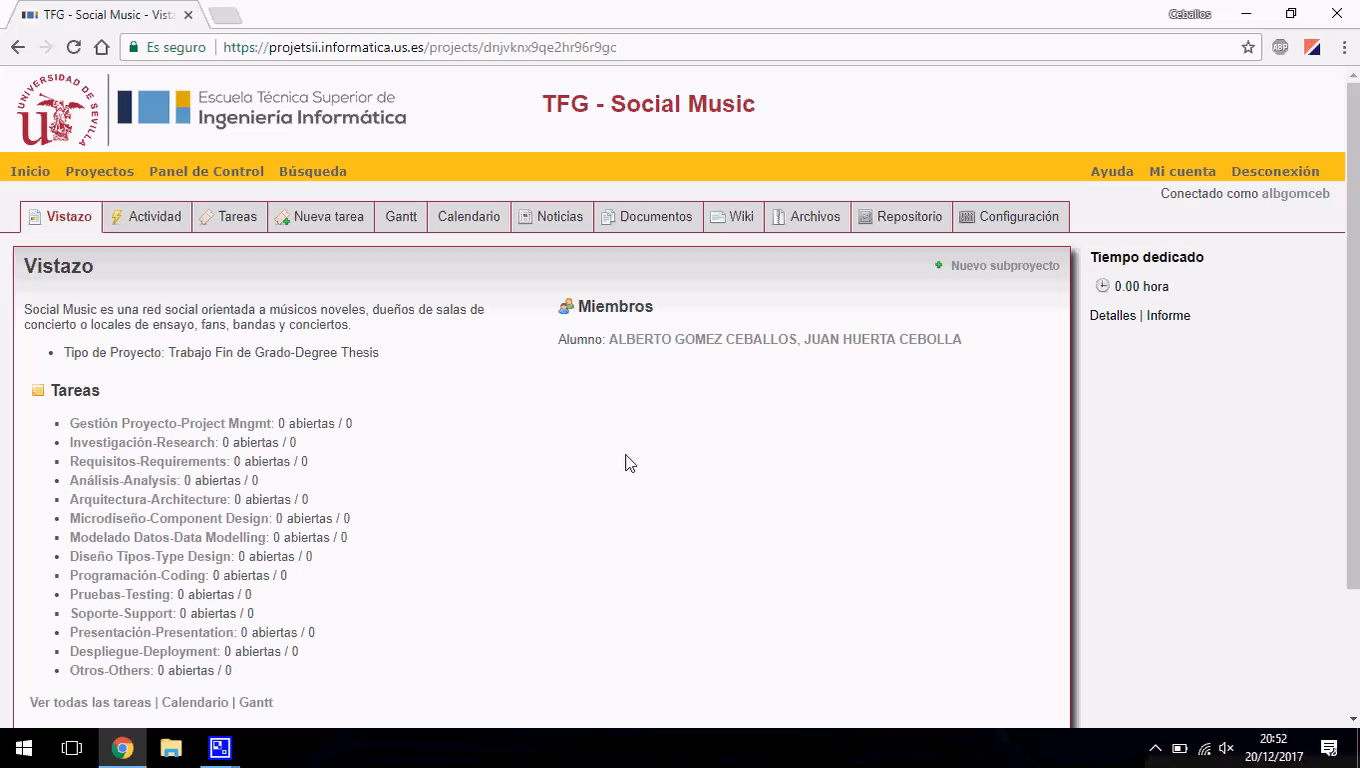 TFG - Social Music - Vist
Ceballos
Es seguro
https://projetsii.informatica.us.es/projects/dnjvknx9qe2hr96r9gc
ABP
UNIVERSIDAD DE SEVILLA
Escuela Técnica Superior de
Ingeniería Informática
TFG - Social Music
Inicio Proyectos Panel de Control Búsqueda
Ayuda Mi cuenta Desconexión
Conectado como albgomceb
Vistazo Actividad Tareas Nueva tarea Gantt Calendario Noticias Documentos Wiki Archivos Repositorio Configuración
Vistazo
Nuevo subproyecto
Social Music es una red social orientada a músicos noveles, dueños de salas de
concierto o locales de ensayo, fans, bandas y conciertos.
Tipo de Proyecto: Trabajo Fin de Grado-Degree Thesis
Tareas
Gestión Proyecto-Project Mngmt: 0 abiertas / 0
Investigación-Research: 0 abiertas / 0
Requisitos-Requirements: 0 abiertas / 0
Análisis-Analysis: 0 abiertas / 0
Arquitectura-Architecture: 0 abiertas / 0
Microdiseño-Component Design: 0 abiertas / 0
Modelado Datos-Data Modelling: 0 abiertas / 0
Diseño Tipos-Type Design: 0 abiertas / 0
Programación-Coding: 0 abiertas / 0
Pruebas-Testing: 0 abiertas / 0
Soporte-Support: 0 abiertas / 0
Presentación-Presentation: 0 abiertas / 0
Despliegue-Deployment: 0 abiertas / 0
Otros-Others: 0 abiertas / 0
Ver todas las tareas | Calendario | Gantt
Miembros
Alumno: ALBERTO GOMEZ CEBALLOS, JUAN HUERTA CEBOLLA
Tiempo dedicado
0.00 hora
Detalles | Informe
20:52
20/12/2017